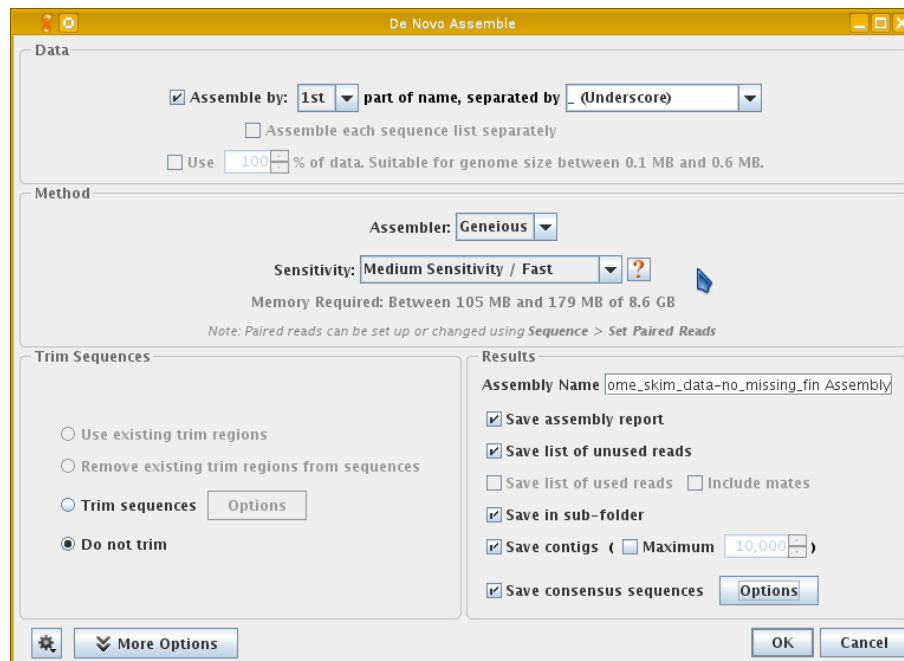 De Novo Assemble
Data
Assemble by: 1st part of name, separated by _ (Underscore)
Assemble each sequence list separately
Use 100 % of data. Suitable for genome size between 0.1 MB and 0.6 MB.
Method
Assembler: Geneious
Sensitivity: Medium Sensitivity / Fast ?
Memory Required: Between 105 MB and 179 MB of 8.6 GB
Note: Paired reads can be set up or changed using Sequence > Set Paired Reads
Trim Sequences
Use existing trim regions
Remove existing trim regions from sequences
Trim sequences Options
Do not trim
Results
Assembly Name ome_skim_data-no_missing_fin Assembly
Save assembly report
Save list of unused reads
Save list of used reads Include mates
Save in sub-folder
Save contigs ( Maximum 10,000 )
Save consensus sequences Options
More Options
OK Cancel